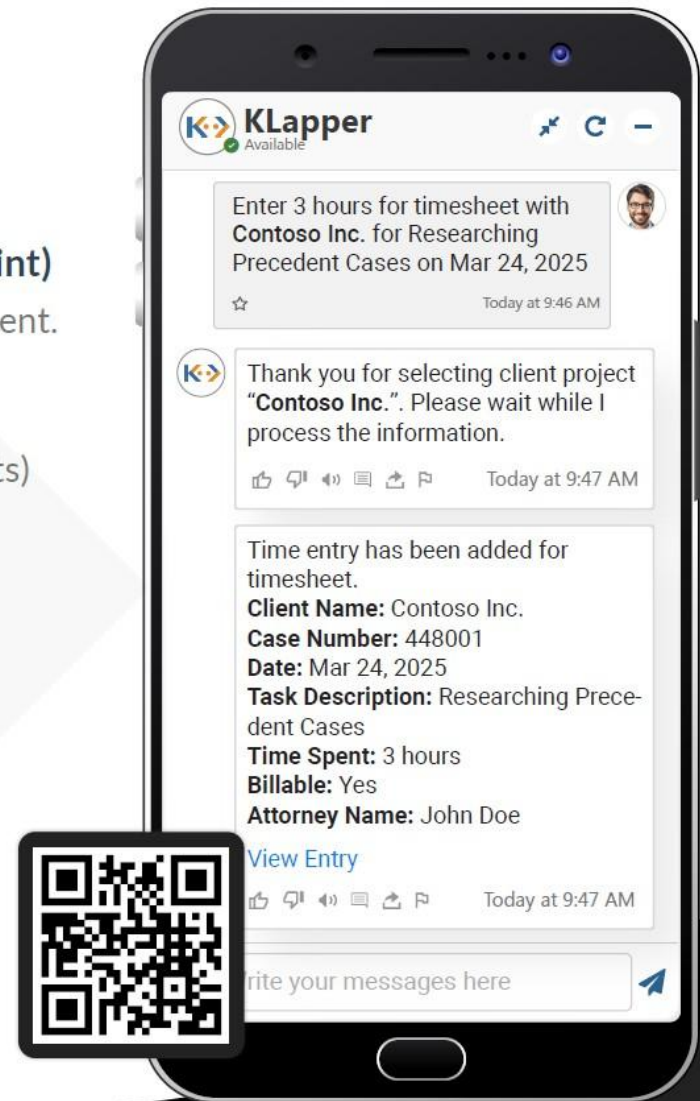 int)
ent.
ts)
KLapper
Available
Enter 3 hours for timesheet with
Contoso Inc. for Researching
Precedent Cases on Mar 24, 2025
Today at 9:46 AM
Thank you for selecting client project
“Contoso Inc.”. Please wait while I
process the information.
Today at 9:47 AM
Time entry has been added for
timesheet.
Client Name: Contoso Inc.
Case Number: 448001
Date: Mar 24, 2025
Task Description: Researching Prece-
dent Cases
Time Spent: 3 hours
Billable: Yes
Attorney Name: John Doe
View Entry
Today at 9:47 AM
rite your messages here